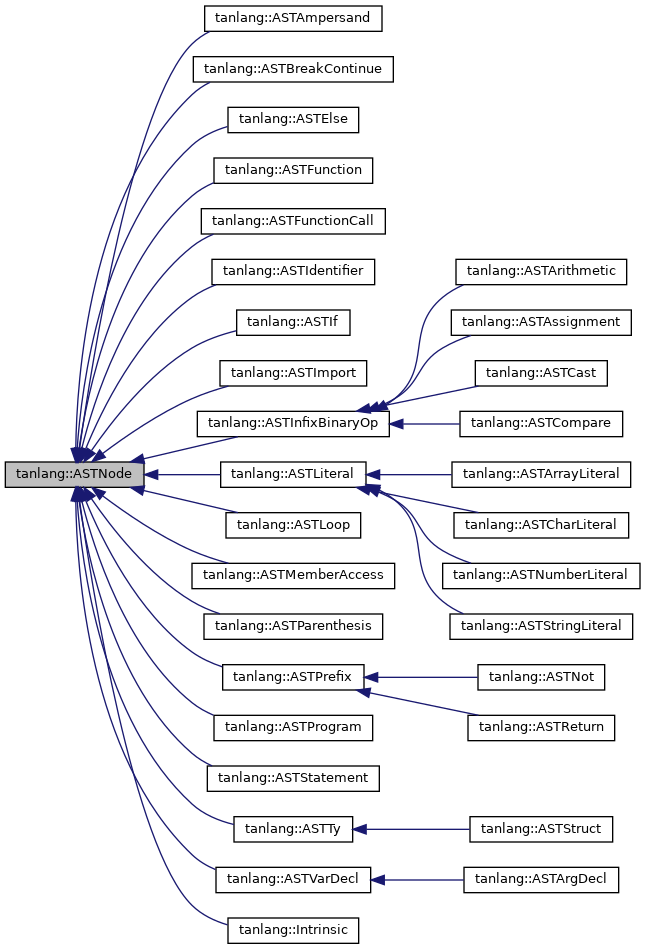 tanlang::ASTAmpersand
tanlang::ASTBreakContinue
tanlang::ASTElse
tanlang::ASTFunction
tanlang::ASTFunctionCall
tanlang::ASTIdentifier
tanlang::ASTArithmetic
tanlang::ASTIf
tanlang::ASTAssignment
tanlang::ASTImport
tanlang::ASTCast
tanlang::ASTInfixBinaryOp
tanlang::ASTCompare
tanlang::ASTNode
tanlang::ASTLiteral
tanlang::ASTArrayLiteral
tanlang::ASTLoop
tanlang::ASTCharLiteral
tanlang::ASTMemberAccess
tanlang::ASTNumberLiteral
tanlang::ASTParenthesis
tanlang::ASTStringLiteral
tanlang::ASTPrefix
tanlang::ASTNot
tanlang::ASTProgram
tanlang::ASTReturn
tanlang::ASTStatement
tanlang::ASTTy
tanlang::ASTStruct
tanlang::ASTVarDecl
tanlang::ASTArgDecl
tanlang::Intrinsic